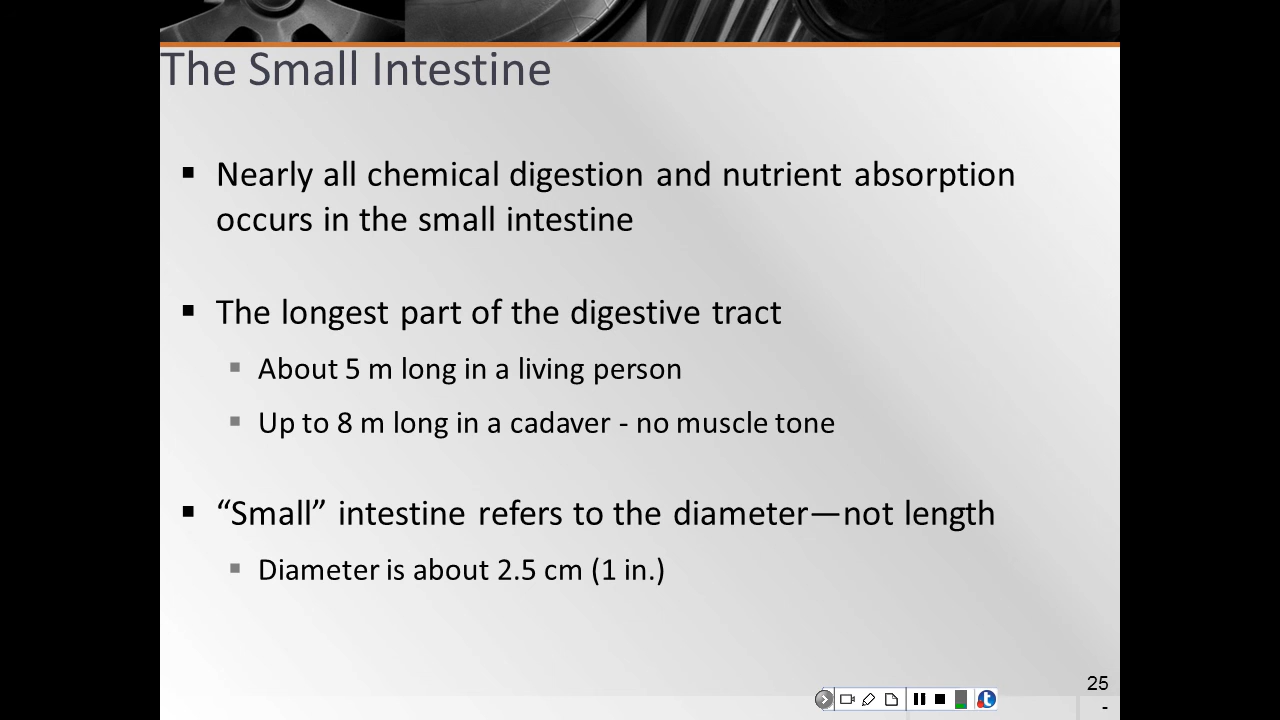 The Small Intestine
Nearly all chemical digestion and nutrient absorption
occurs in the small intestine
The longest part of the digestive tract
About 5 m long in a living person
Up to 8 m long in a cadaver - no muscle tone
“Small” intestine refers to the diameter—not length
Diameter is about 2.5 cm (1 in.)
25
-